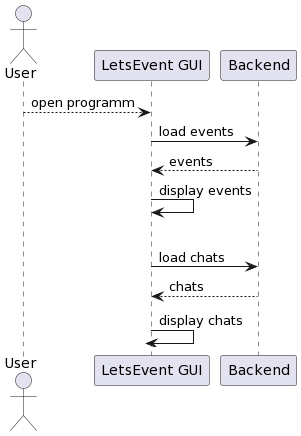 User
LetsEvent GUI
Backend
open programm
load events
events
display events
load chats
chats
display chats
User
LetsEvent GUI
Backend